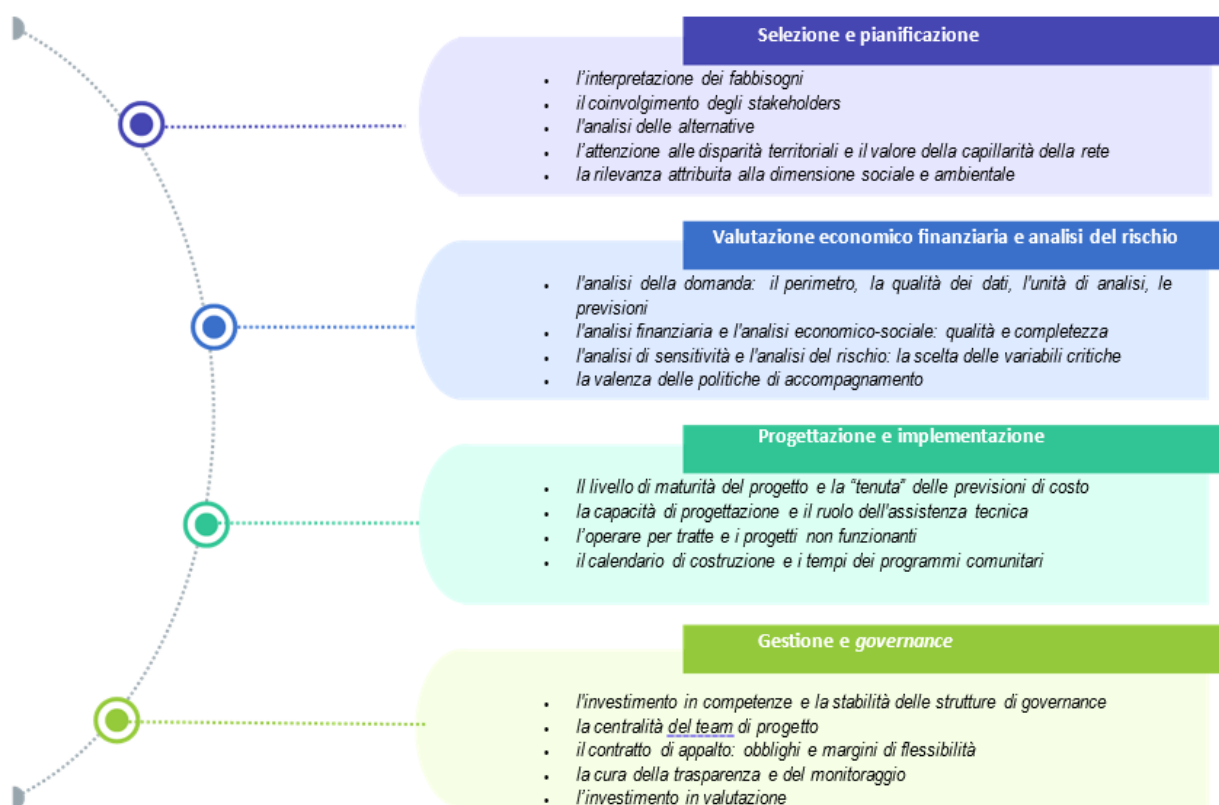 Selezione e pianificazione
• l'interpretazione dei fabbisogni
• il coinvolgimento degli stakeholders
• l'analisi delle alternative
• l'attenzione alle disparità territoriali e il valore della capillarità della rete
• la rilevanza attribuita alla dimensione sociale e ambientale
Valutazione economico finanziaria e analisi del rischio
• l'analisi della domanda: il perimetro, la qualità dei dati, l'unità di analisi, le
previsioni
• l'analisi finanziaria e l'analisi economico-sociale: qualità e completezza
• l'analisi di sensitività e l'analisi del rischio: la scelta delle variabili critiche
• la valenza delle politiche di accompagnamento
Progettazione e implementazione
• Il livello di maturità del progetto e la “tenuta” delle previsioni di costo
• la capacità di progettazione e il ruolo dell'assistenza tecnica
• l'operare per tratte e i progetti non funzionanti
• il calendario di costruzione e i tempi dei programmi comunitari
Gestione e governance
• l'investimento in competenze e la stabilità delle strutture di governance
• la centralità del team di progetto
• il contratto di appalto: obblighi e margini di flessibilità
• la cura della trasparenza e del monitoraggio
• l'investimento in valutazione